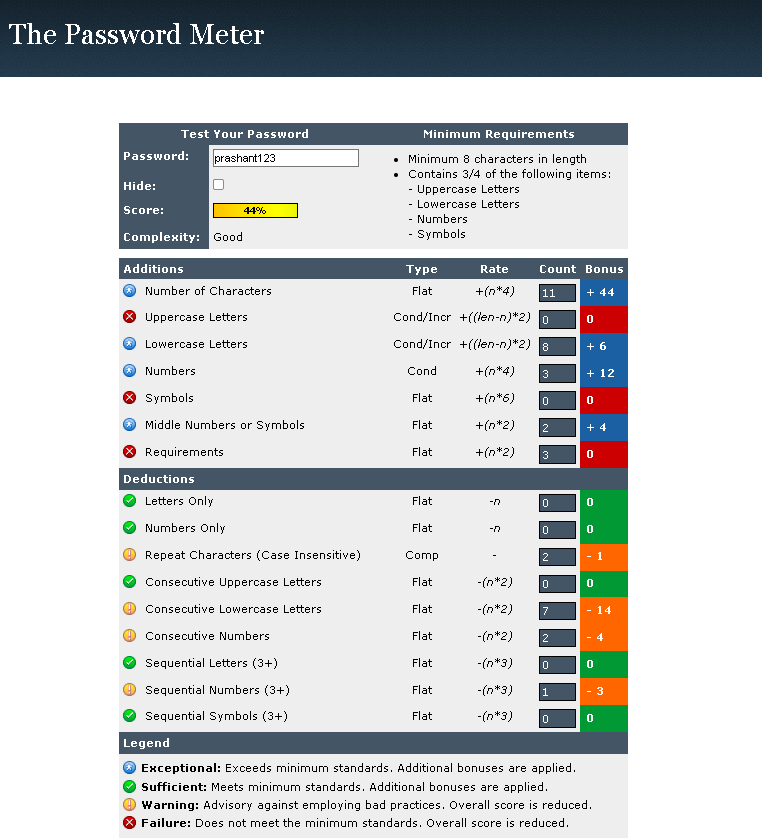 The Password Meter
Test Your Password
Minimum Requirements
Password:
prashant123
Hide:
Score:
44%
Complexity:
Good
• Minimum 8 characters in length
• Contains 3/4 of the following items:
- Uppercase Letters
- Lowercase Letters
- Numbers
- Symbols
Additions Type Rate Count Bonus
Number of Characters Flat +(n*4) 11 + 44
Uppercase Letters Cond/Incr +((len-n)*2) 0 0
Lowercase Letters Cond/Incr +((len-n)*2) 8 + 6
Numbers Cond +(n*4) 3 + 12
Symbols Flat +(n*6) 0 0
Middle Numbers or Symbols Flat +(n*2) 2 + 4
Requirements Flat +(n*2) 3 0
Deductions
Letters Only Flat -n 0 0
Numbers Only Flat -n 0 0
Repeat Characters (Case Insensitive) Comp - 2 - 1
Consecutive Uppercase Letters Flat -(n*2) 0 0
Consecutive Lowercase Letters Flat -(n*2) 7 - 14
Consecutive Numbers Flat -(n*2) 2 - 4
Sequential Letters (3+) Flat -(n*3) 0 0
Sequential Numbers (3+) Flat -(n*3) 1 - 3
Sequential Symbols (3+) Flat -(n*3) 0 0
Legend
Exceptional: Exceeds minimum standards. Additional bonuses are applied.
Sufficient: Meets minimum standards. Additional bonuses are applied.
Warning: Advisory against employing bad practices. Overall score is reduced.
Failure: Does not meet the minimum standards. Overall score is reduced.